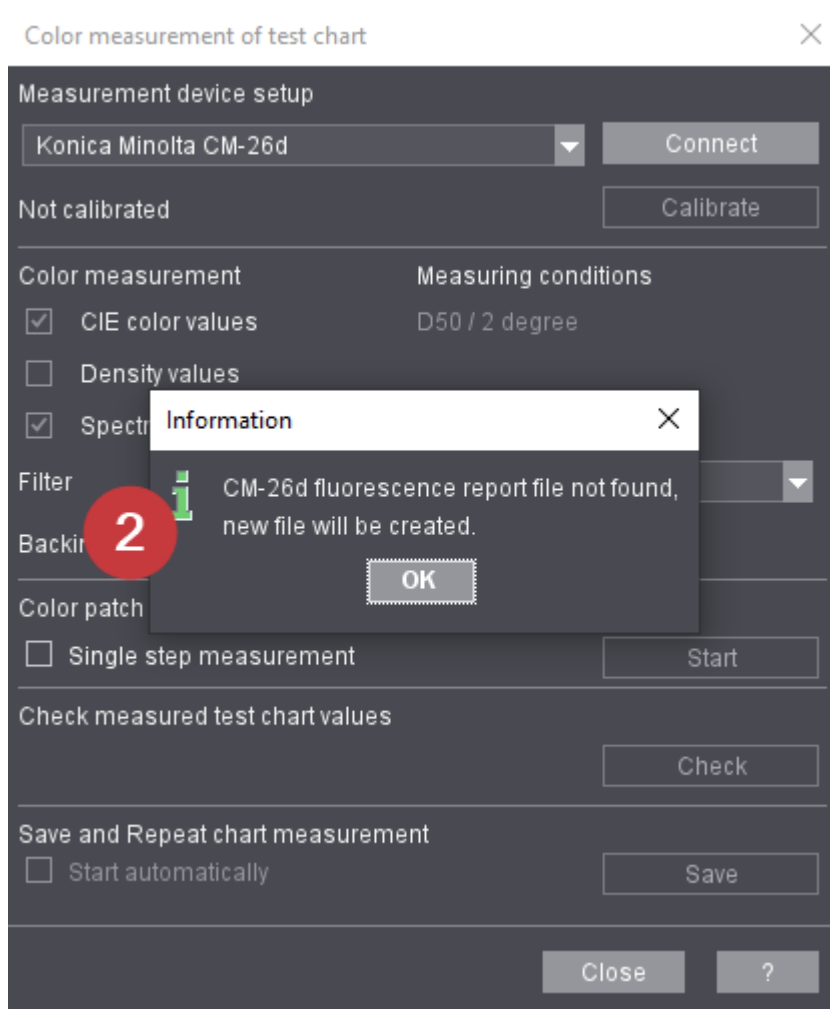 Color measurement of test chart
Measurement device setup
Konica Minolta CM-26d
Connect
Not calibrated
Calibrate
Color measurement
Measuring conditions
CIE color values
D50 / 2 degree
Density values
Spectr
Information
Filter
CM-26d fluorescence report file not found,
new file will be created.
2
Backin
OK
Color patch
Single step measurement
Start
Check measured test chart values
Check
Save and Repeat chart measurement
Start automatically
Save
Close
?